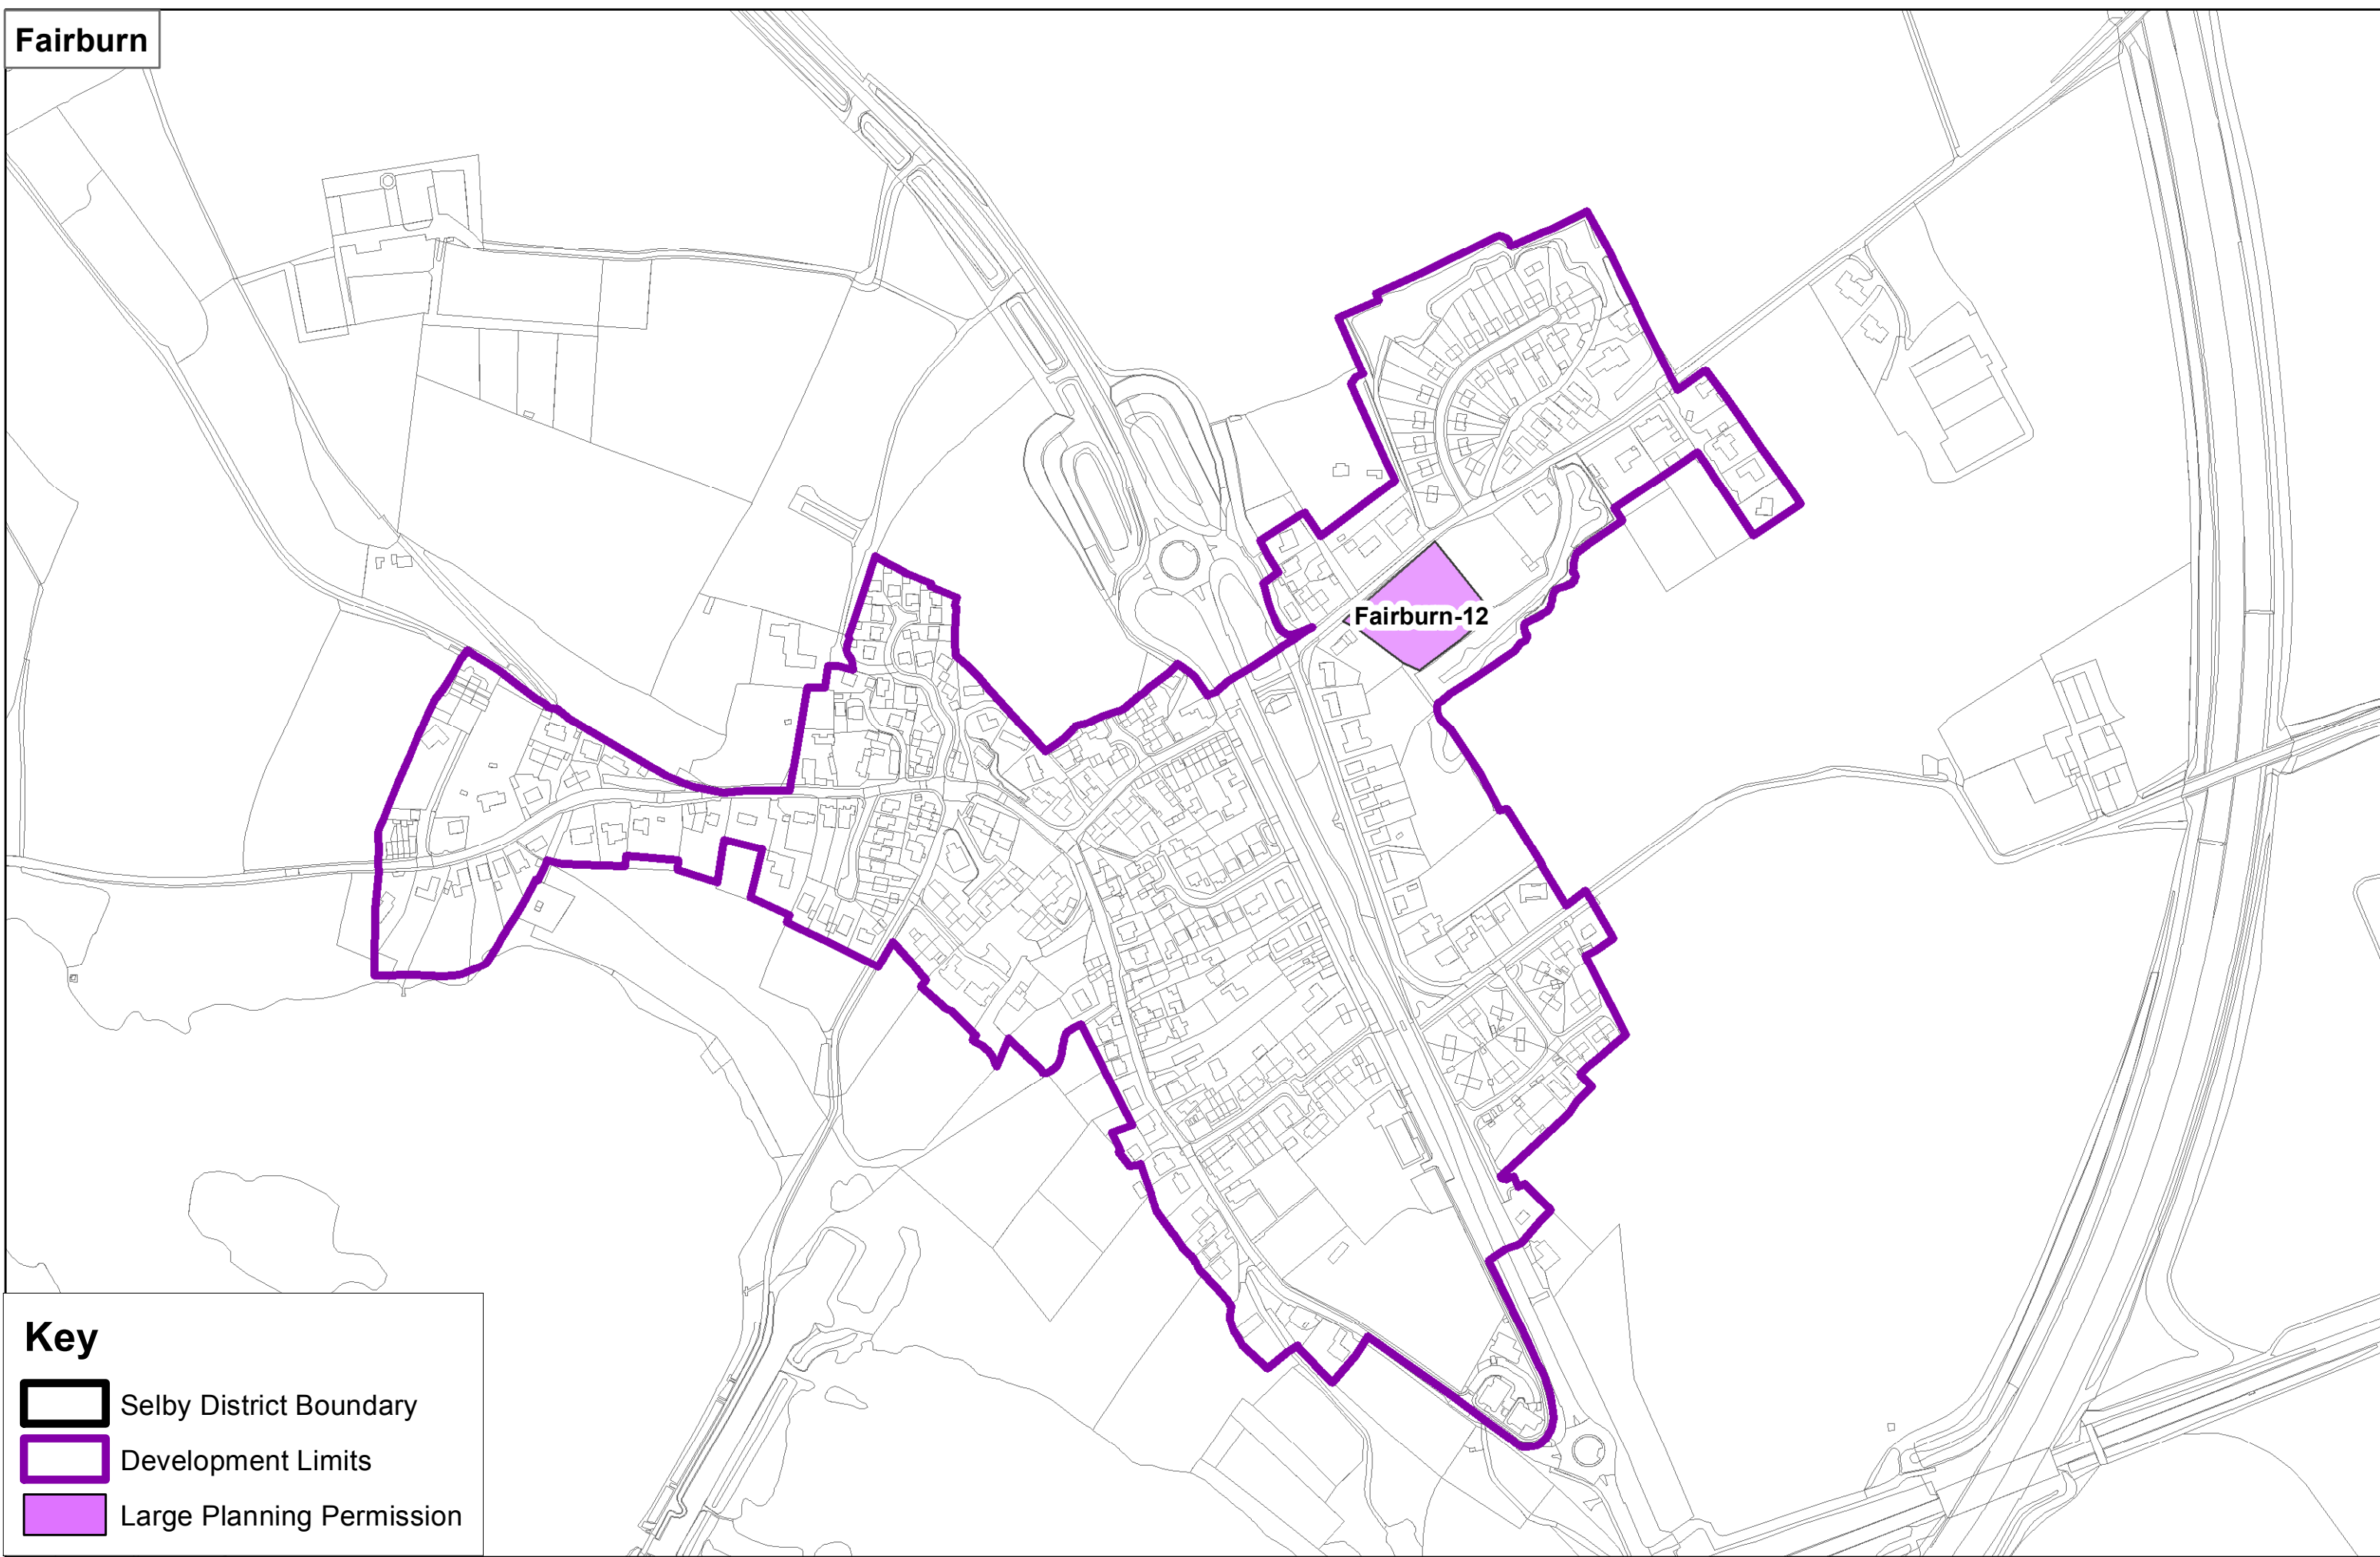 Fairburn
Fairburn-12
Key
Selby District Boundary
Development Limits
Large Planning Permission